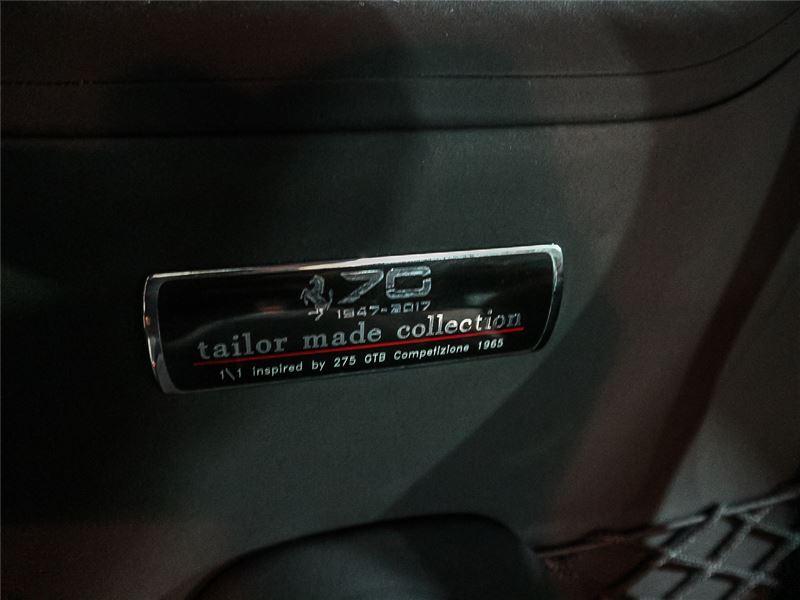 70
1947-2017
tailor made collection
1\1 inspired by 275 GTB Competizione 1965